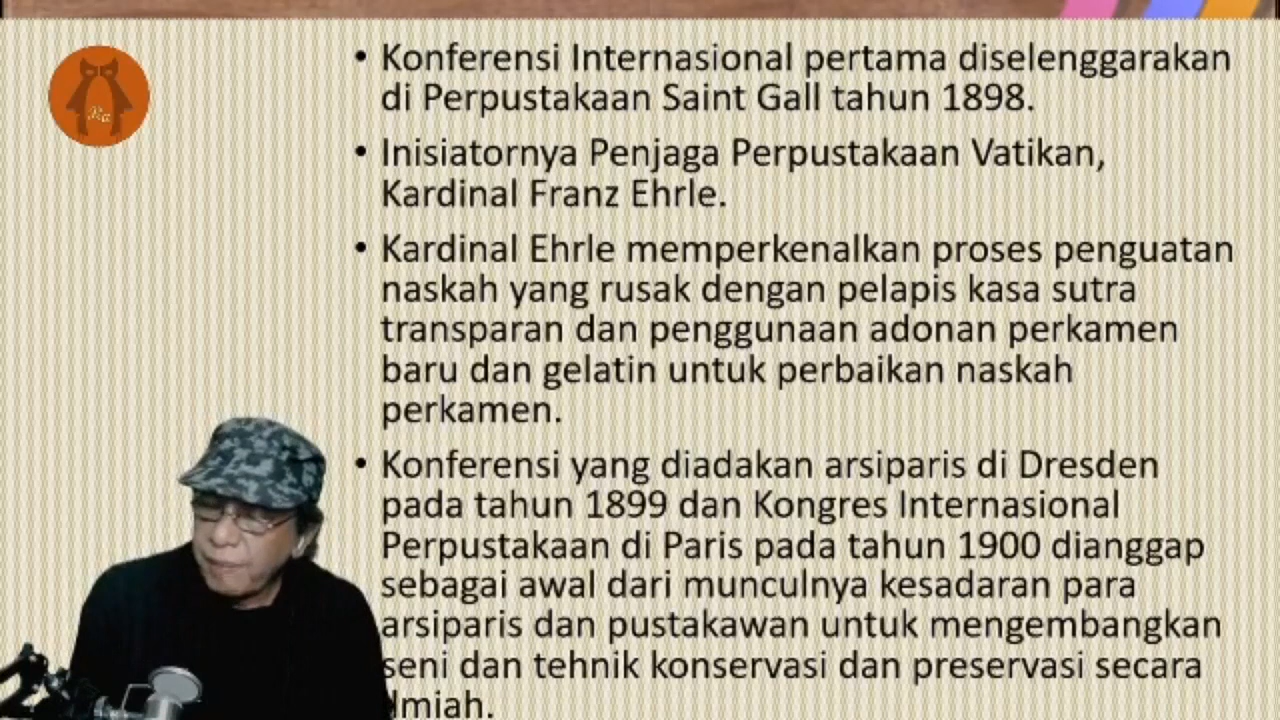 • Konferensi Internasional pertama diselenggarakan
di Perpustakaan Saint Gall tahun 1898.
• Inisiatornya Penjaga Perpustakaan Vatikan,
Kardinal Franz Ehrle.
• Kardinal Ehrle memperkenalkan proses penguatan
naskah yang rusak dengan pelapis kasa sutra
transparan dan penggunaan adonan perkamen
baru dan gelatin untuk perbaikan naskah
perkamen.
• Konferensi yang diadakan arsiparis di Dresden
pada tahun 1899 dan Kongres Internasional
Perpustakaan di Paris pada tahun 1900 dianggap
sebagai awal dari munculnya kesadaran para
arsiparis dan pustakawan untuk mengembangkan
seni dan tehnik konservasi dan preservasi secara
ilmiah.